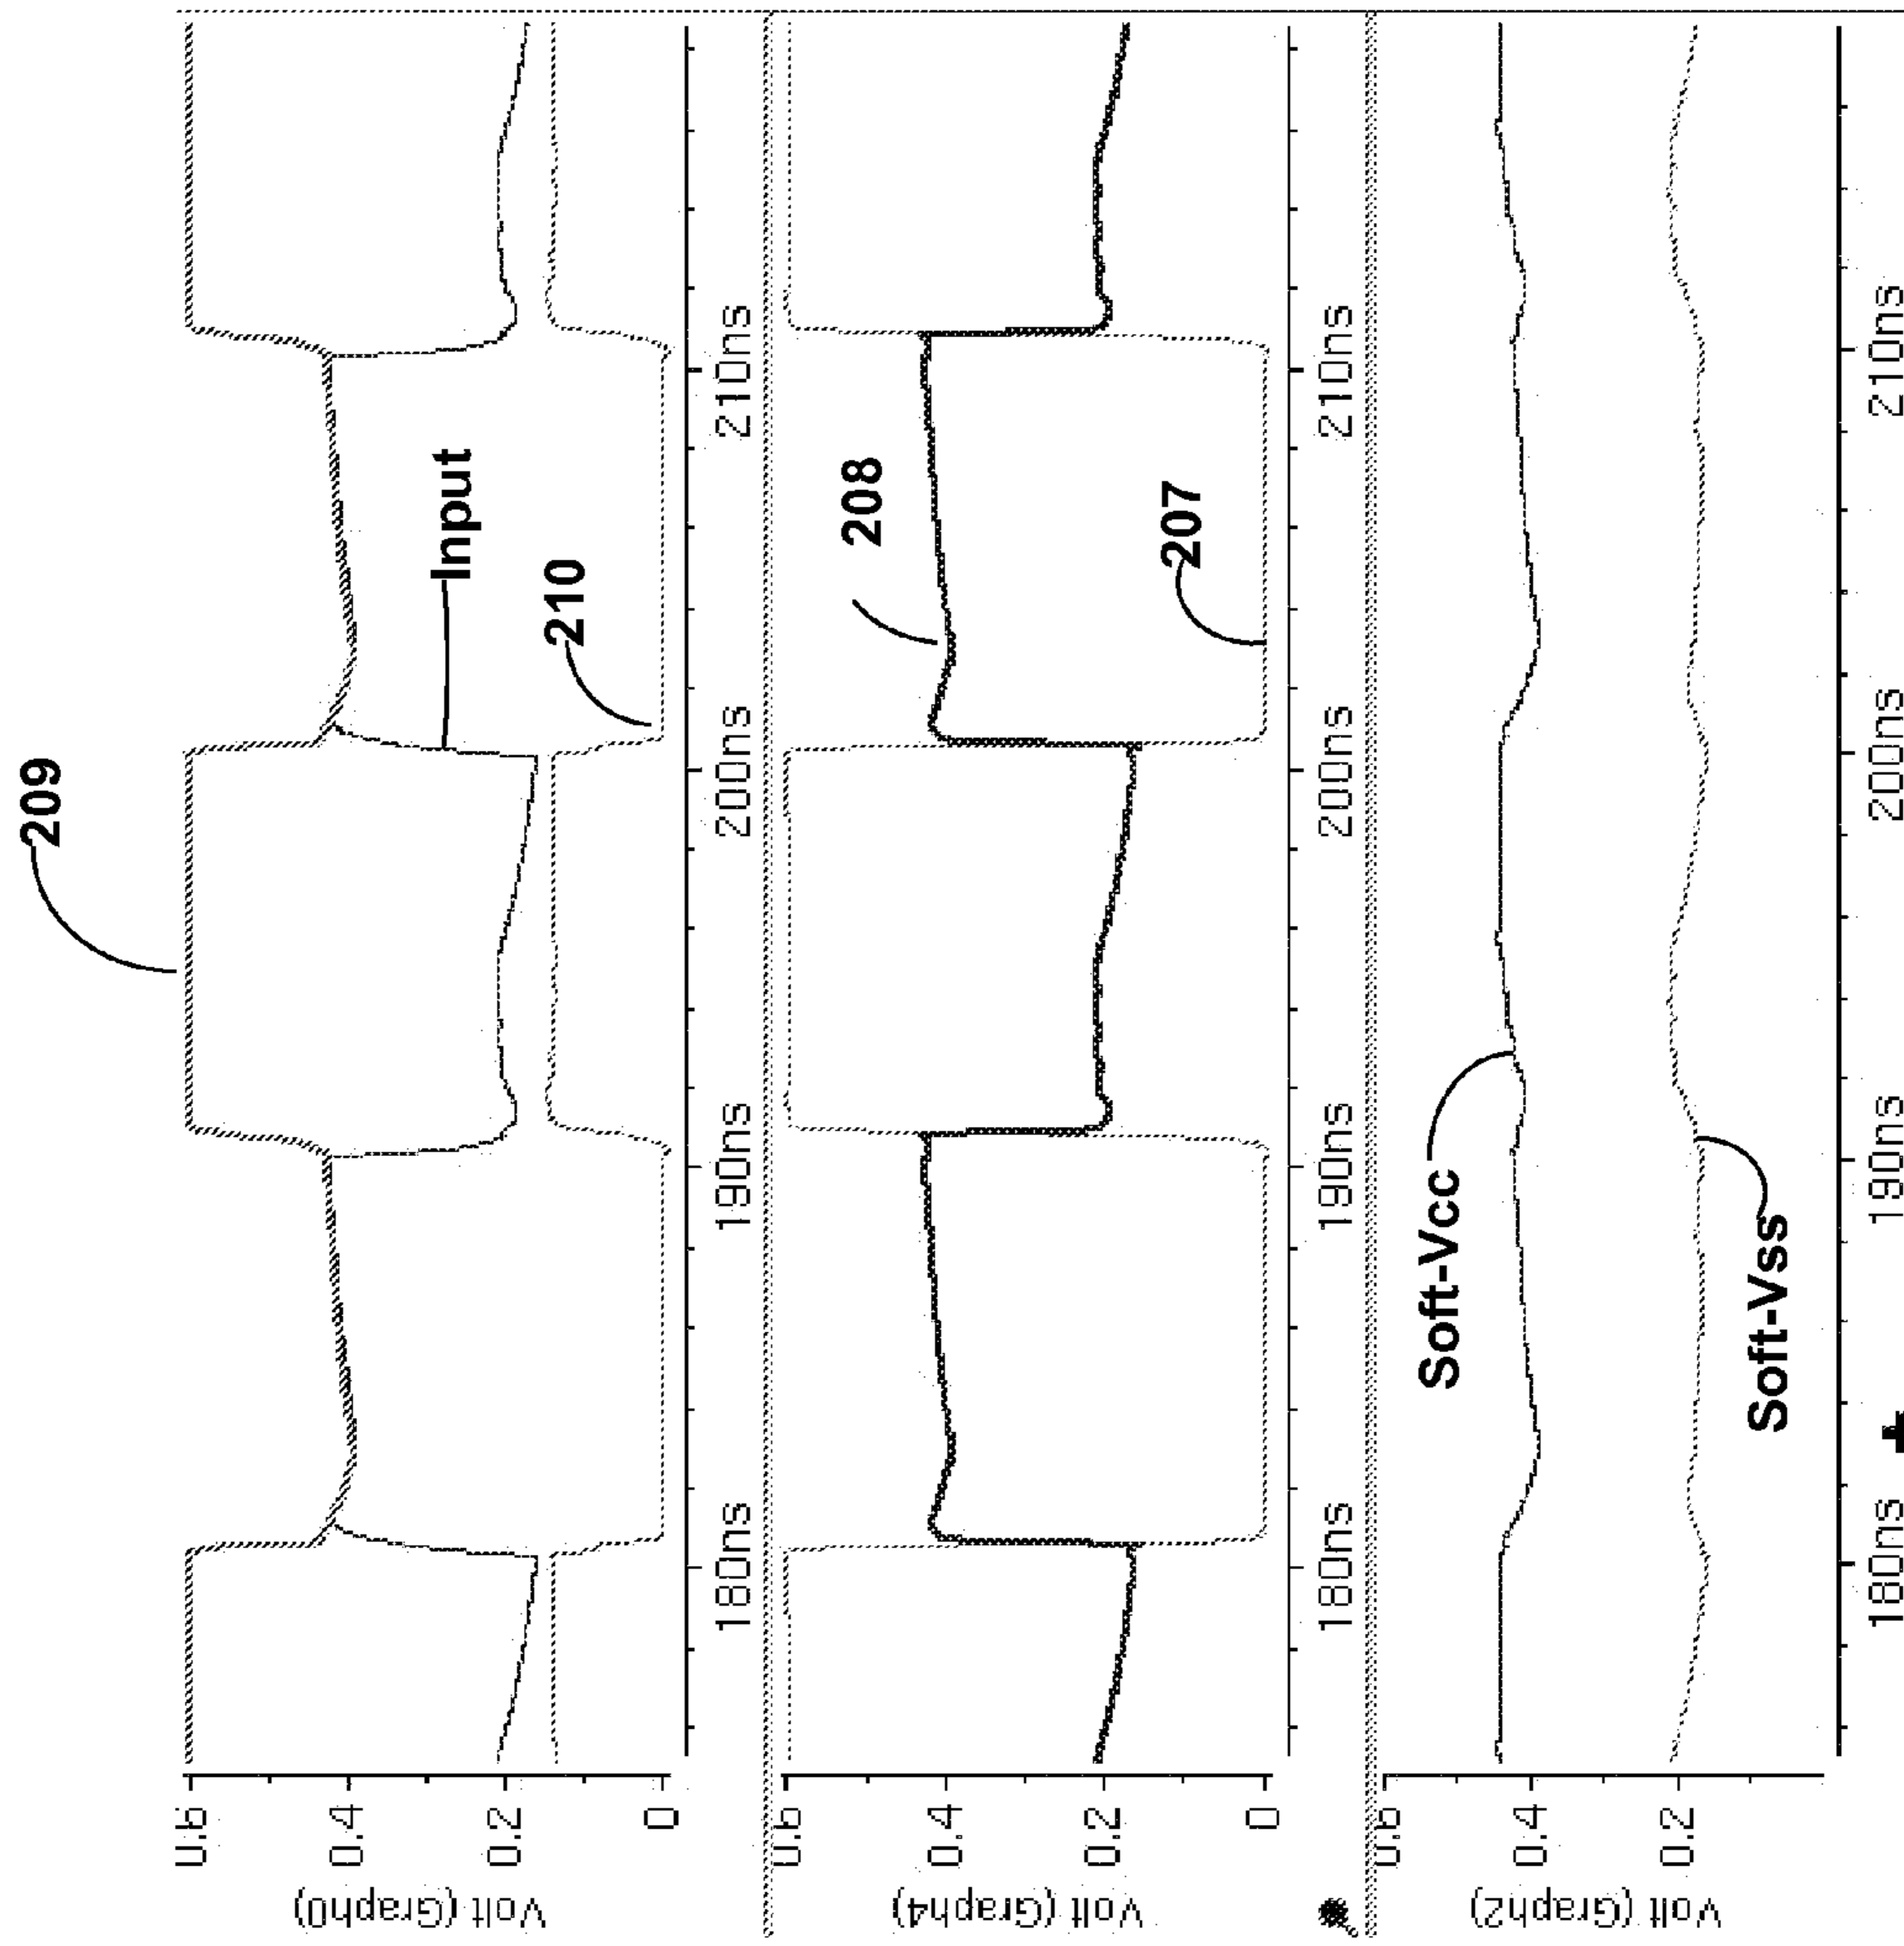 209
Volt (Graph0)
0.6
0.4
0.2
0
Input
210
180ns
190ns
200ns
210ns
Volt (Graph4)
0.6
0.4
0.2
0
208
207
180ns
190ns
200ns
210ns
Volt (Graph2)
0.6
0.4
0.2
Soft-Vcc
Soft-Vss
180ns
190ns
200ns
210ns